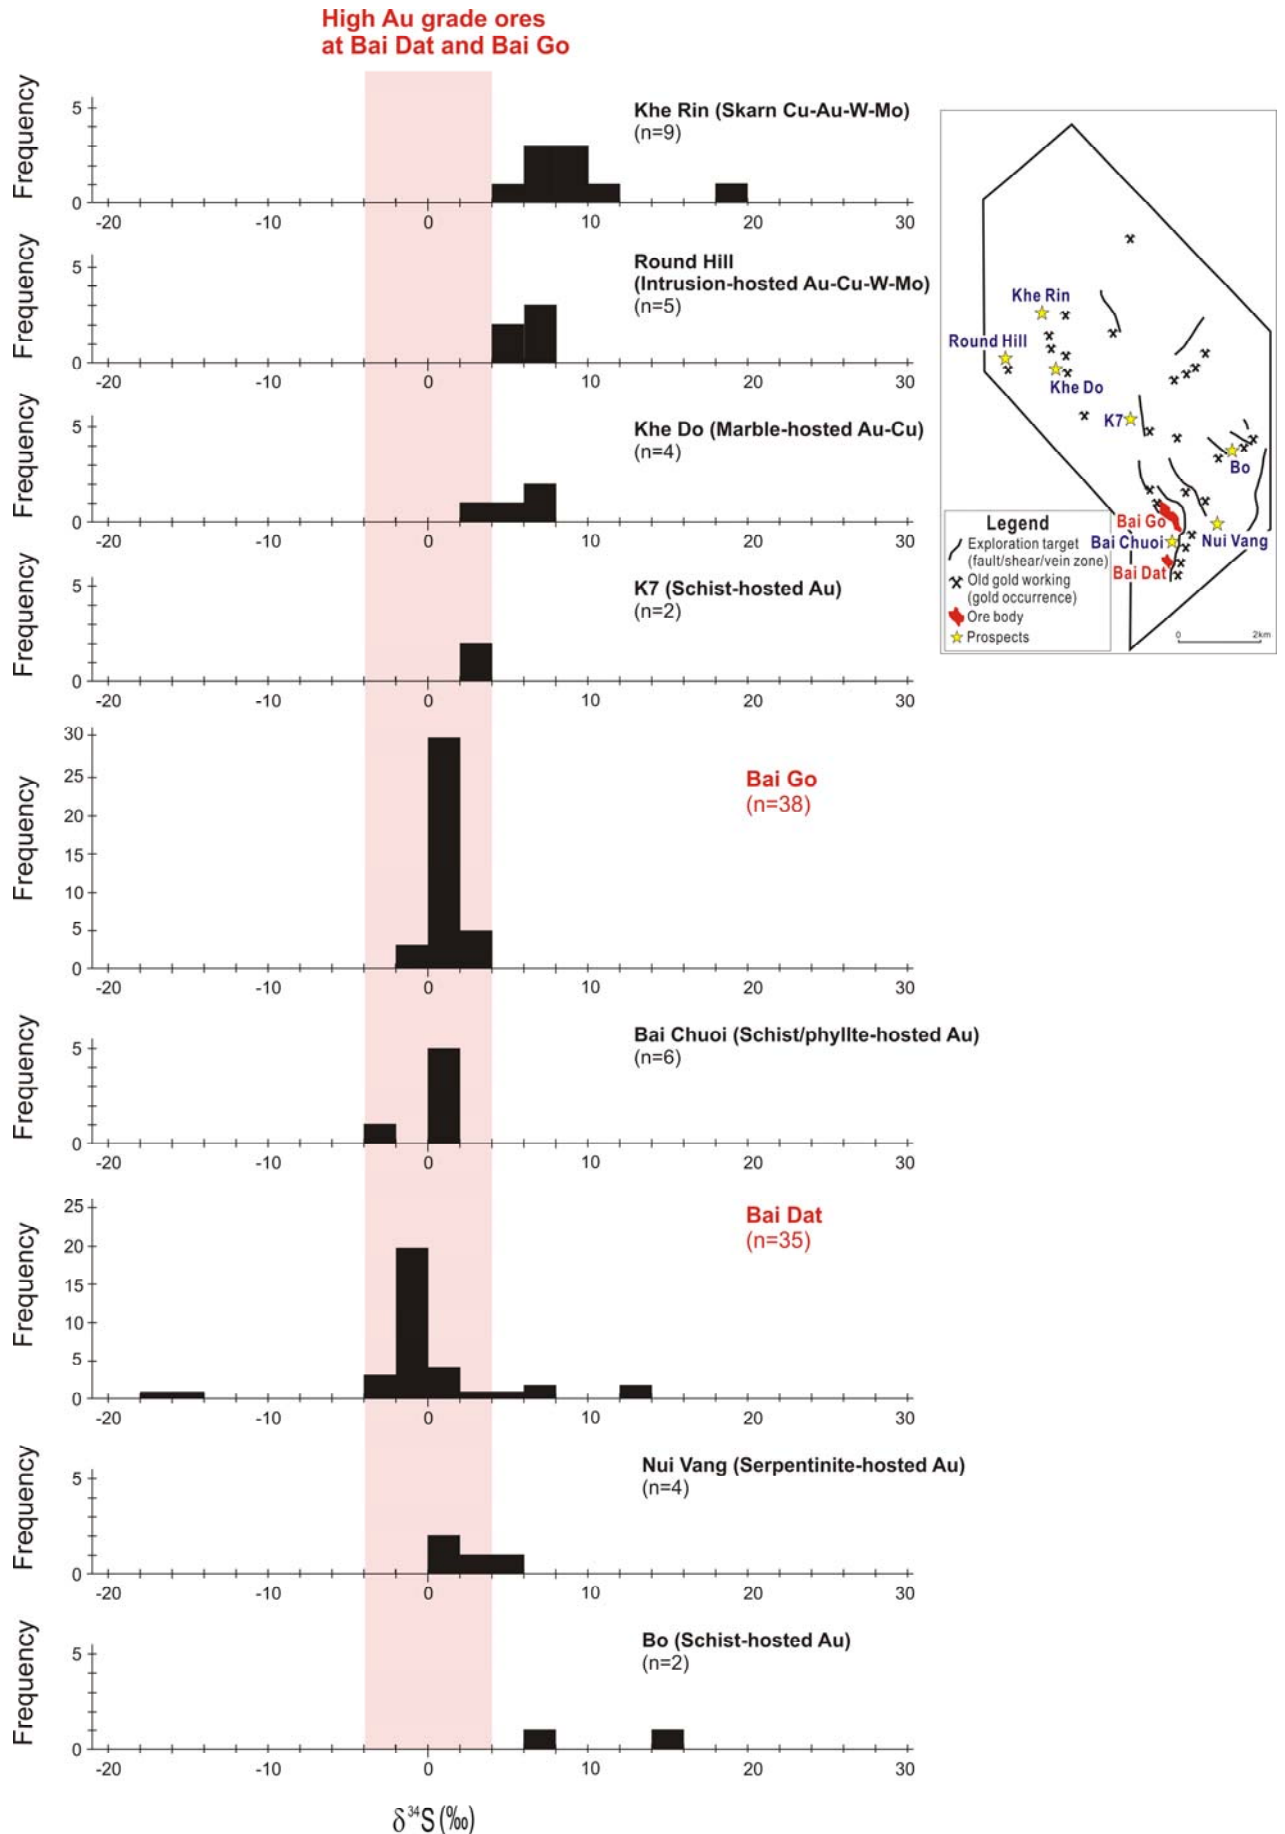 High Au grade ores
at Bai Dat and Bai Go
Frequency
5
0
Khe Rin (Skarn Cu-Au-W-Mo)
(n=9)
-20 -10 0 10 20 30
Frequency
5
0
Round Hill
(Intrusion-hosted Au-Cu-W-Mo)
(n=5)
-20 -10 0 10 20 30
Frequency
5
0
Khe Do (Marble-hosted Au-Cu)
(n=4)
-20 -10 0 10 20 30
Frequency
5
0
K7 (Schist-hosted Au)
(n=2)
-20 -10 0 10 20 30
Frequency
30
25
20
15
10
5
0
Bai Go
(n=38)
-20 -10 0 10 20 30
Frequency
5
0
Bai Chuoi (Schist/phyllte-hosted Au)
(n=6)
-20 -10 0 10 20 30
Frequency
25
20
15
10
5
0
Bai Dat
(n=35)
-20 -10 0 10 20 30
Frequency
5
0
Nui Vang (Serpentinite-hosted Au)
(n=4)
-20 -10 0 10 20 30
Frequency
5
0
Bo (Schist-hosted Au)
(n=2)
-20 -10 0 10 20 30
δ³⁴S (‰)
Khe Rin
Round Hill
Khe Do
K7
Bo
Bai Go
Bai Chuoi
Nui Vang
Bai Dat
Legend
Exploration target
(fault/shear/vein zone)
Old gold working
(gold occurrence)
Ore body
Prospects
0 2km